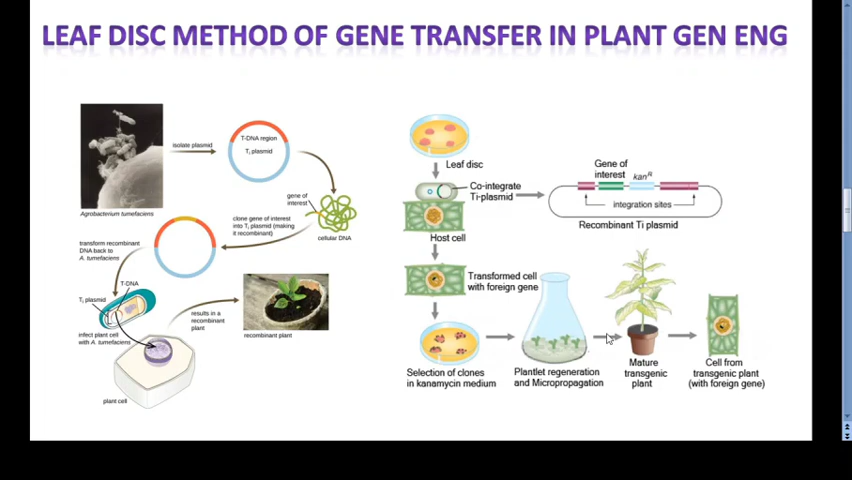 LEAF DISC METHOD OF GENE TRANSFER IN PLANT GEN ENG
isolate plasmid
T-DNA region
Ti plasmid
Agrobacterium tumefaciens
gene of
interest
cellular DNA
clone gene of interest
into Ti plasmid (making
it recombinant)
transform recombinant
DNA back to
A. tumefaciens
T-DNA
Ti plasmid
infect plant cell
with A. tumefaciens
results in a
recombinant
plant
recombinant plant
plant cell
Leaf disc
Co-integrate
Ti-plasmid
Host cell
Gene of
interest
kanR
integration sites
Recombinant Ti plasmid
Transformed cell
with foreign gene
Selection of clones
in kanamycin medium
Plantlet regeneration
and Micropropagation
Mature
transgenic
plant
Cell from
transgenic plant
(with foreign gene)